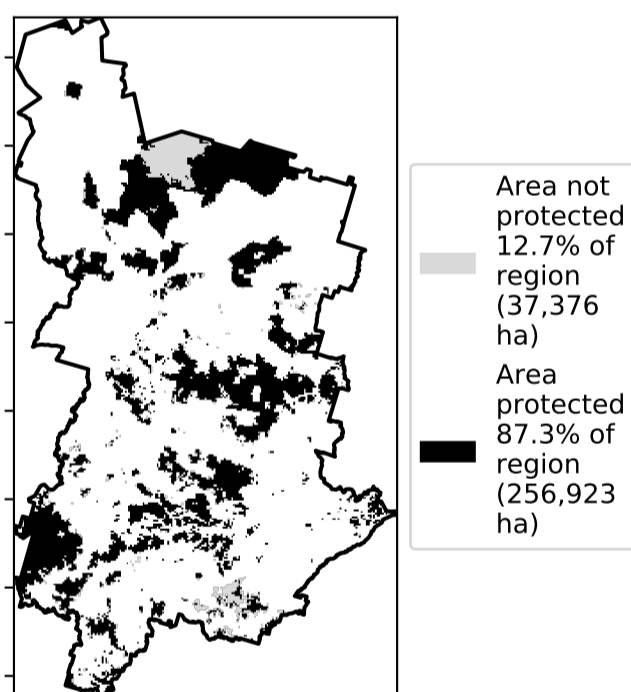 Area not
protected
12.7% of
region
(37,376
ha)
Area
protected
87.3% of
region
(256,923
ha)